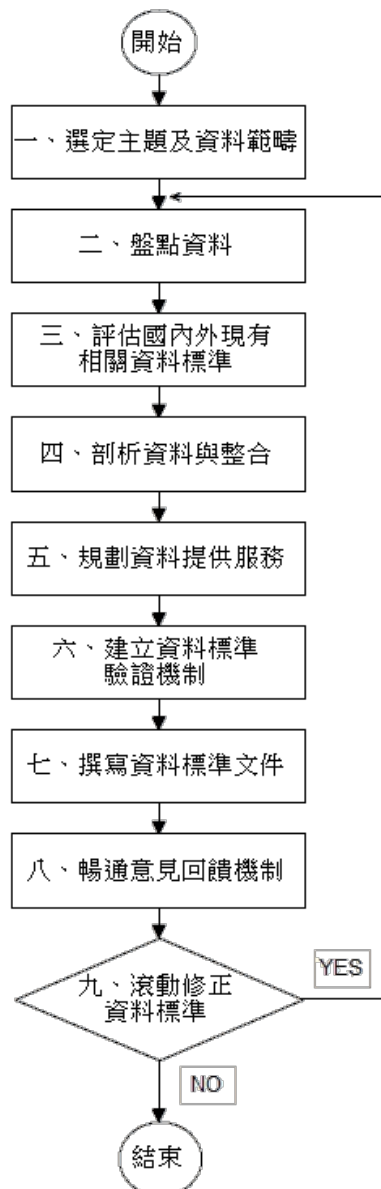 開始
一、選定主題及資料範疇
二、盤點資料
三、評估國內外現有
相關資料標準
四、剖析資料與整合
五、規劃資料提供服務
六、建立資料標準
驗證機制
七、撰寫資料標準文件
八、暢通意見回饋機制
九、滾動修正
資料標準
YES
NO
結束